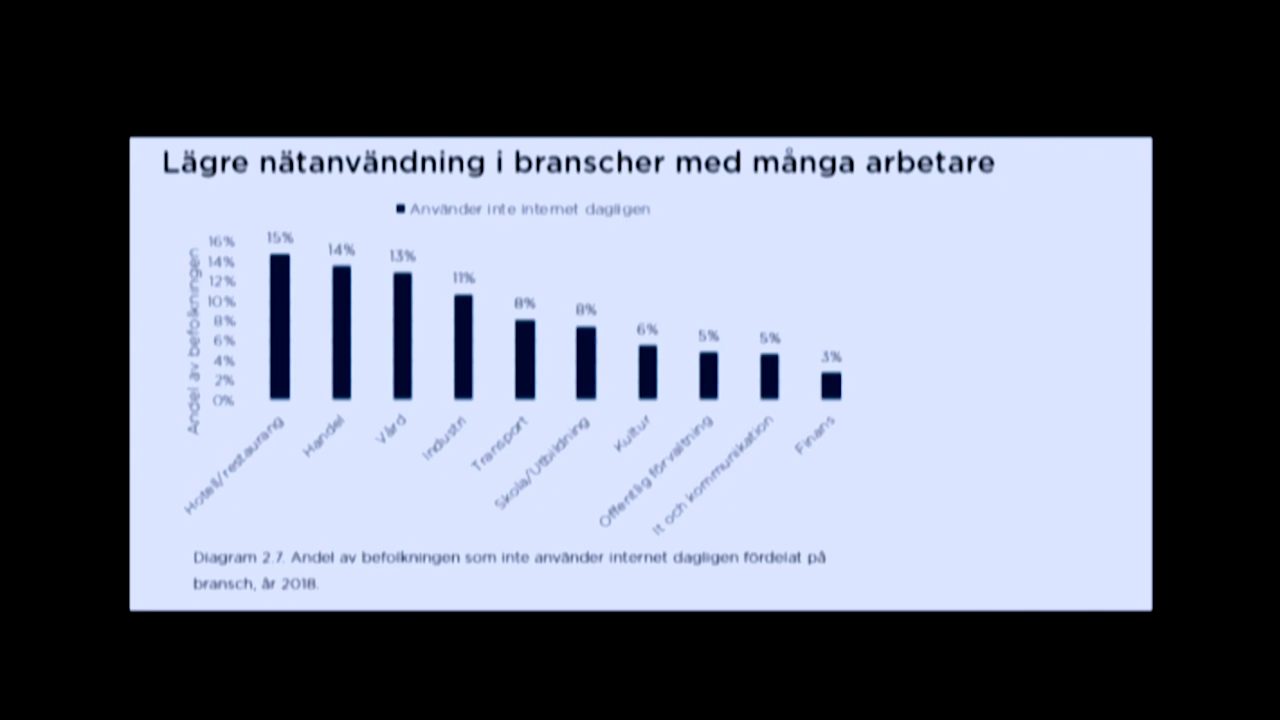 Lägre nätanvändning i branscher med många arbetare
Använder inte internet dagligen
Andel av befolkningen
16%
14%
12%
10%
8%
6%
4%
2%
0%
15%
14%
13%
11%
8%
8%
6%
5%
5%
3%
Hotell/restaurang
Handel
Vård
Industri
Transport
Skola/Utbildning
Kultur
Offentlig förvaltning
It och kommunikation
Finans
Diagram 2.7. Andel av befolkningen som inte använder internet dagligen fördelat på
bransch, år 2018.